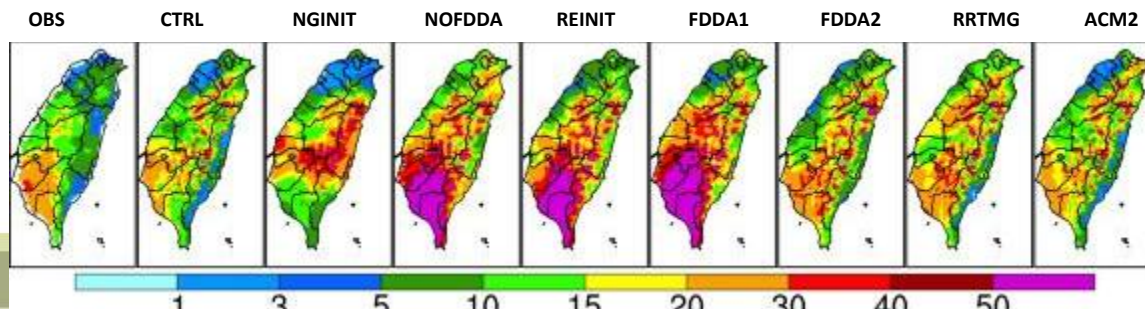 OBS CTRL NGINIT NOFDDA REINIT FDDA1 FDDA2 RRTMG ACM2
1 3 5 10 15 20 30 40 50